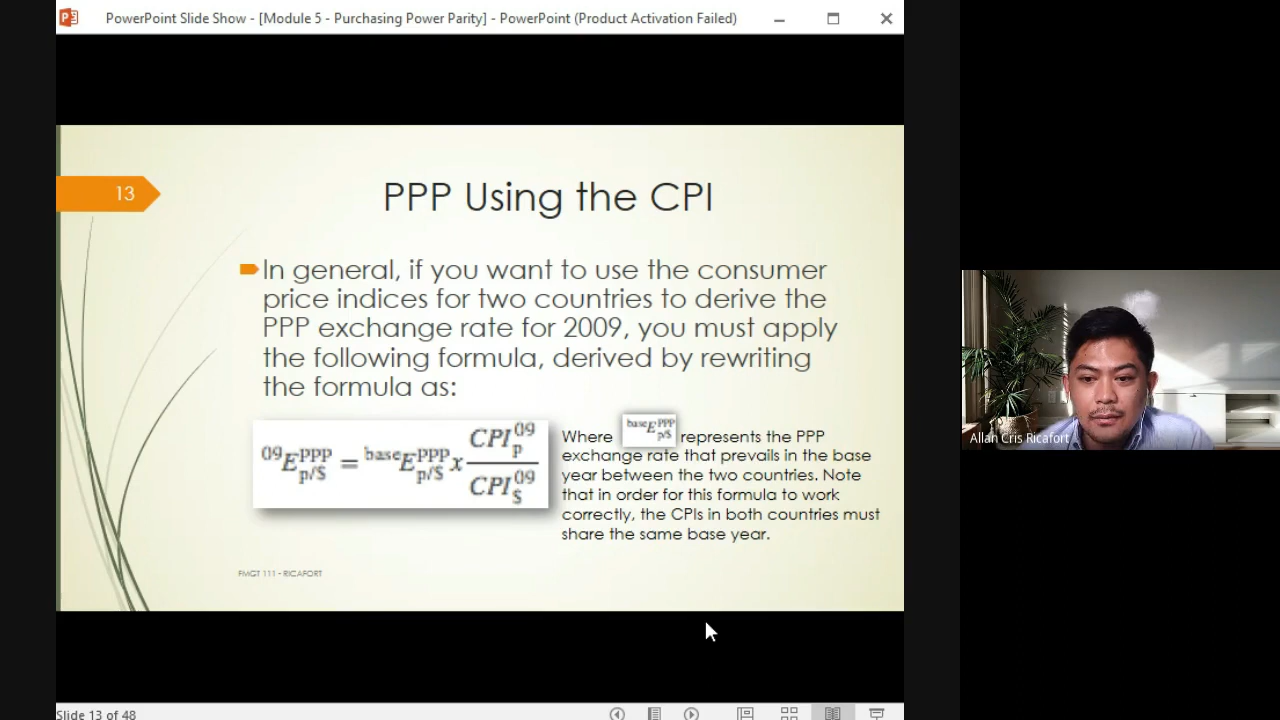 PowerPoint Slide Show - [Module 5 - Purchasing Power Parity] - PowerPoint (Product Activation Failed)
13
PPP Using the CPI
In general, if you want to use the consumer
price indices for two countries to derive the
PPP exchange rate for 2009, you must apply
the following formula, derived by rewriting
the formula as:
⁰⁹E^PPP_p/$ = ᵇᵃˢᵉE^PPP_p/$ x CPI_p^09 / CPI_$^09
Where ᵇᵃˢᵉE^PPP_p/$ represents the PPP
exchange rate that prevails in the base
year between the two countries. Note
that in order for this formula to work
correctly, the CPIs in both countries must
share the same base year.
FMGT 111 - RICAFORT
Allan Cris Ricafort
Slide 13 of 48